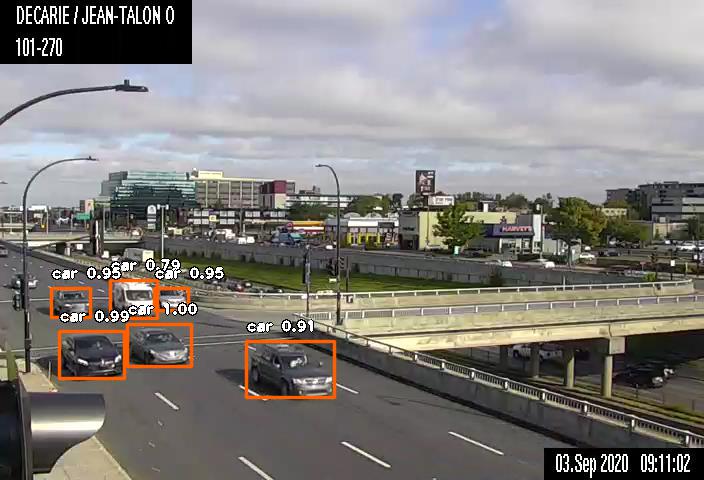 DECARIE / JEAN-TALON O
101-270
car 0.95
car 0.79
car 0.95
car 0.99
car 1.00
car 0.91
HARVEY'S
03.Sep 2020 09:11:02